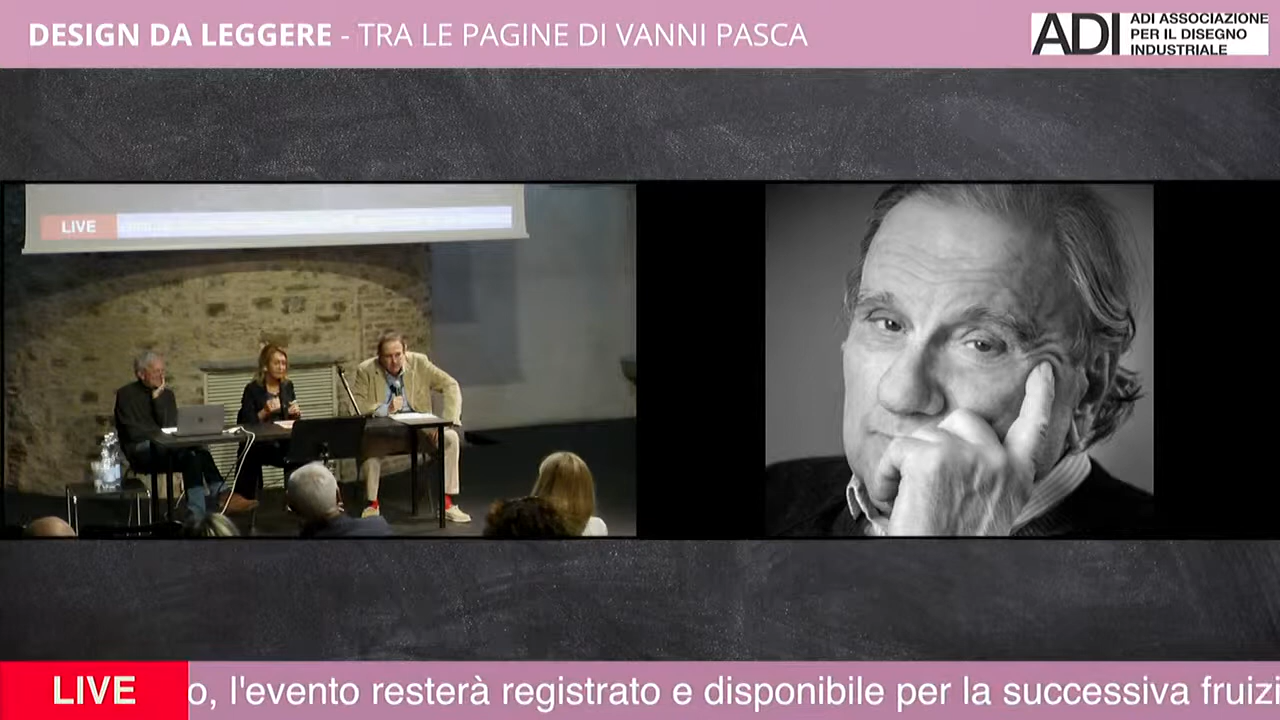 DESIGN DA LEGGERE - TRA LE PAGINE DI VANNI PASCA
ADI
ADI ASSOCIAZIONE
PER IL DISEGNO
INDUSTRIALE
LIVE
LIVE
o, l'evento resterà registrato e disponibile per la successiva fruizi